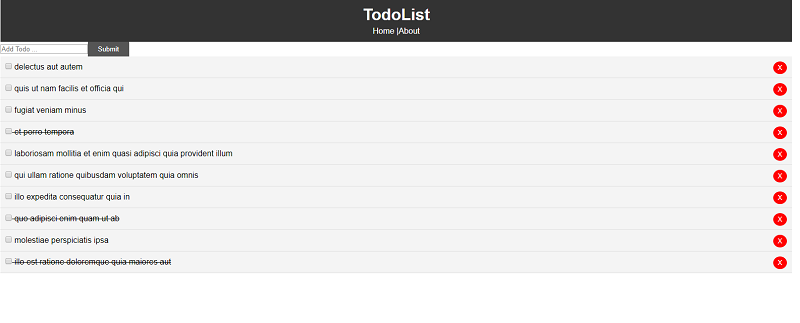 TodoList
Home |About
Add Todo ... Submit
delectus aut autem X
quis ut nam facilis et officia qui X
fugiat veniam minus X
et porro tempora X
laboriosam mollitia et enim quasi adipisci quia provident illum X
qui ullam ratione quibusdam voluptatem quia omnis X
illo expedita consequatur quia in X
quo adipisci enim quam ut ab X
molestiae perspiciatis ipsa X
illo est ratione doloremque quia maiores aut X